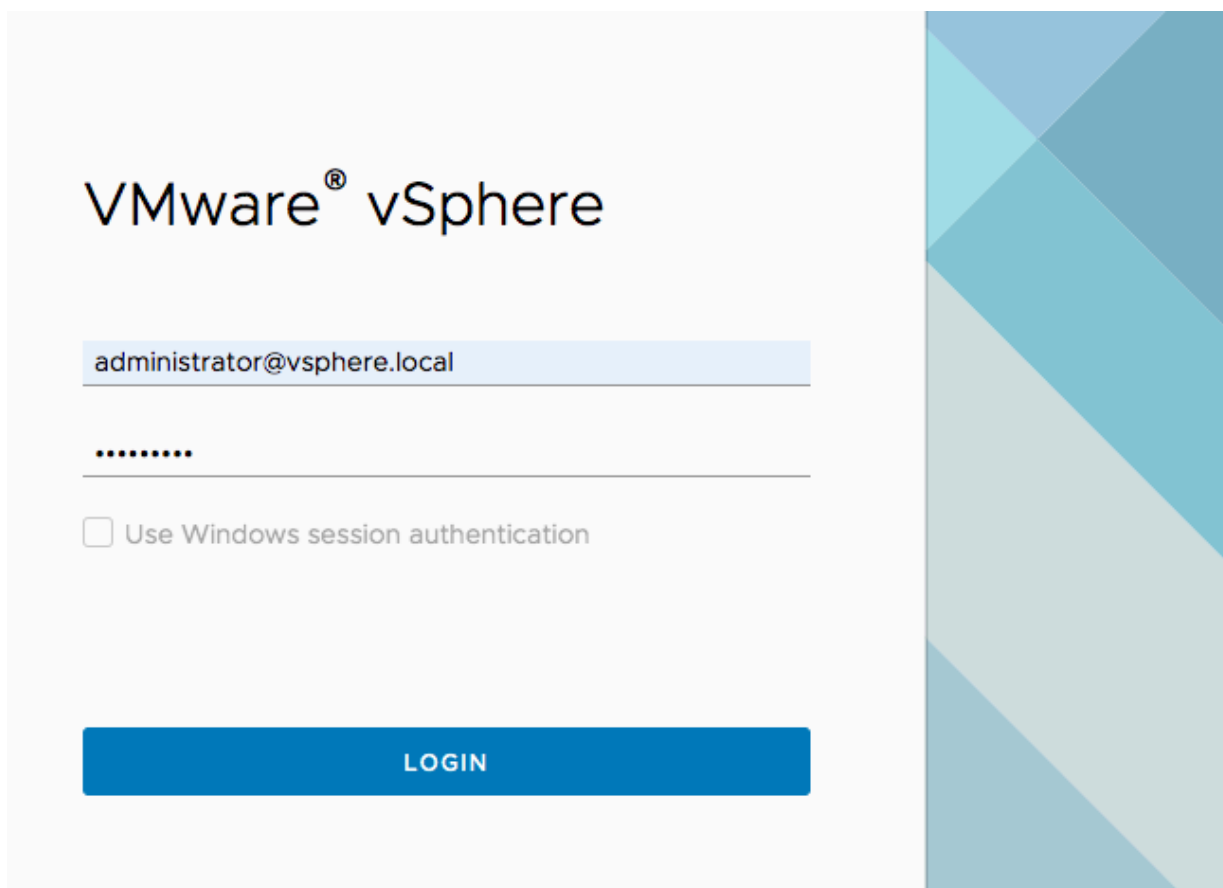 VMware® vSphere
administrator@vsphere.local
•••••••••
Use Windows session authentication
LOGIN